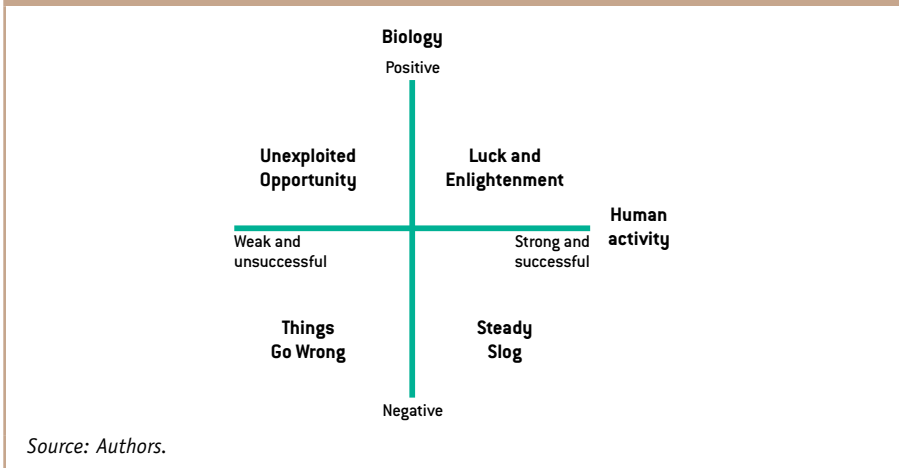 Biology
Positive
Unexploited
Opportunity
Luck and
Enlightenment
Human
activity
Weak and
unsuccessful
Strong and
successful
Things
Go Wrong
Steady
Slog
Negative
Source: Authors.